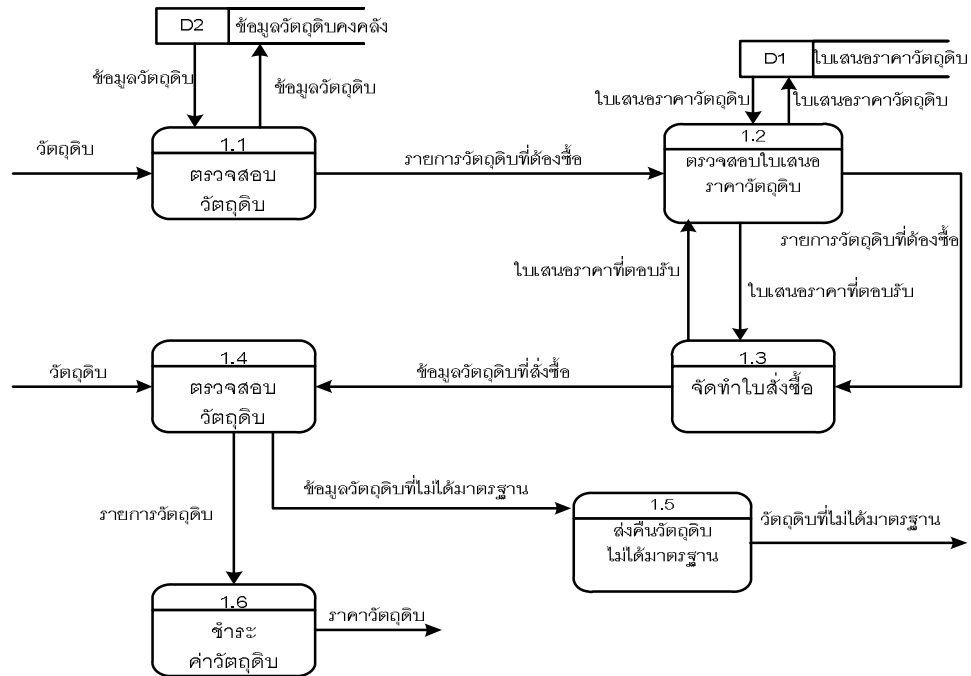 D2 ข้อมูลวัตถุดิบคงคลัง
D1 ใบเสนอราคาวัตถุดิบ
ข้อมูลวัตถุดิบ
ข้อมูลวัตถุดิบ
ใบเสนอราคาวัตถุดิบ
ใบเสนอราคาวัตถุดิบ
วัตถุดิบ
1.1
ตรวจสอบ
วัตถุดิบ
รายการวัตถุดิบที่ต้องซื้อ
1.2
ตรวจสอบใบเสนอ
ราคาวัตถุดิบ
รายการวัตถุดิบที่ต้องซื้อ
ใบเสนอราคาที่ตอบรับ
ใบเสนอราคาที่ตอบรับ
วัตถุดิบ
1.4
ตรวจสอบ
วัตถุดิบ
ข้อมูลวัตถุดิบที่สั่งซื้อ
1.3
จัดทำใบสั่งซื้อ
ข้อมูลวัตถุดิบที่ไม่ได้มาตรฐาน
รายการวัตถุดิบ
1.5
ส่งคืนวัตถุดิบ
ไม่ได้มาตรฐาน
วัตถุดิบที่ไม่ได้มาตรฐาน
1.6
ชำระ
ค่าวัตถุดิบ
ราคาวัตถุดิบ